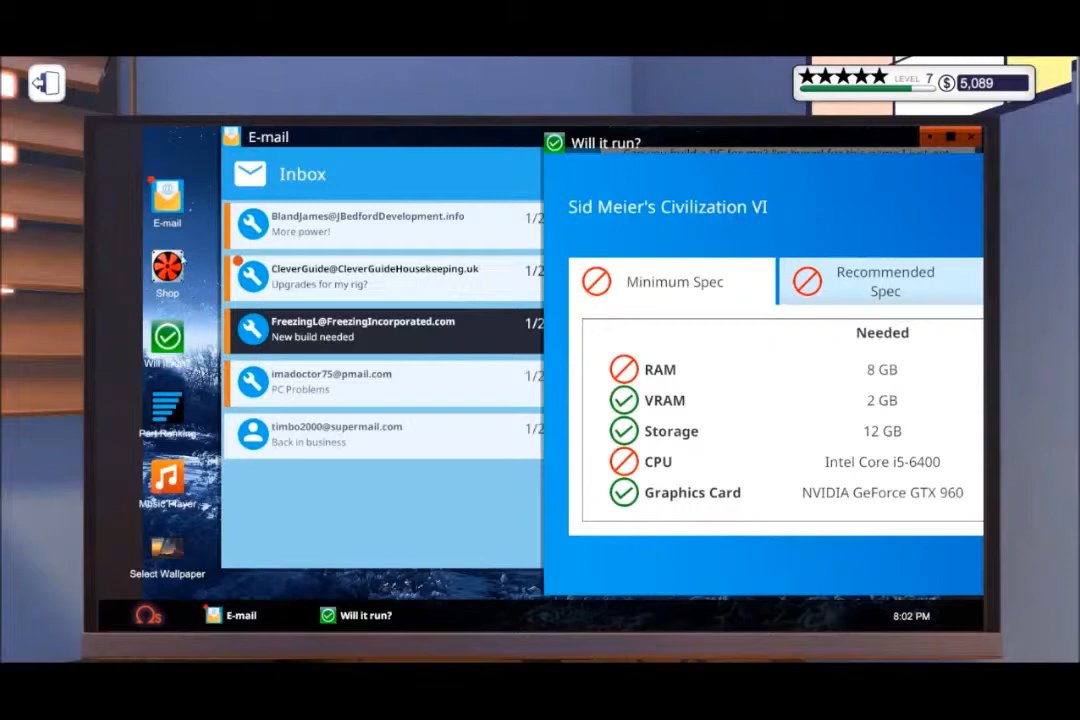 LEVEL 7 $ 5,089
E-mail
Will it run?
Inbox
Sid Meier's Civilization VI
BlandJames@JBedfordDevelopment.info 1/2
More power!
CleverGuide@CleverGuideHousekeeping.uk 1/2
Upgrades for my rig?
FreezingL@FreezingIncorporated.com 1/2
New build needed
imadoctor75@pmail.com 1/2
PC Problems
timbo2000@supermail.com 1/2
Back in business
E-mail
Shop
Will
Part Ranking
Music Player
Select Wallpaper
Minimum Spec
Recommended
Spec
Needed
RAM 8 GB
VRAM 2 GB
Storage 12 GB
CPU Intel Core i5-6400
Graphics Card NVIDIA GeForce GTX 960
Ωs E-mail Will it run? 8:02 PM